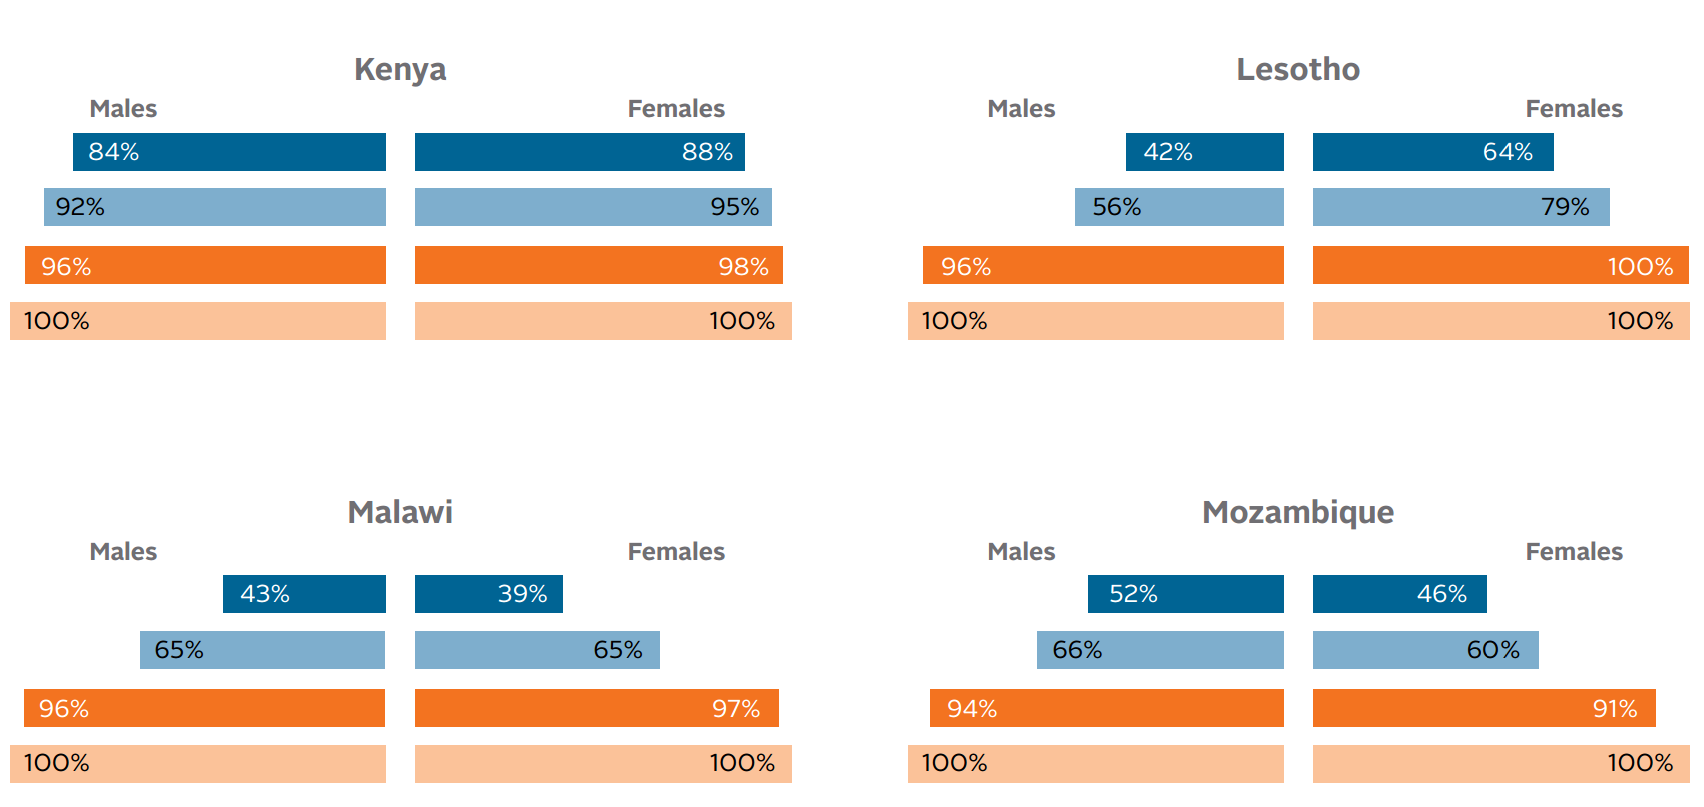 Kenya
Males Females
84% 88%
92% 95%
96% 98%
100% 100%
Lesotho
Males Females
42% 64%
56% 79%
96% 100%
100% 100%
Malawi
Males Females
43% 39%
65% 65%
96% 97%
100% 100%
Mozambique
Males Females
52% 46%
66% 60%
94% 91%
100% 100%